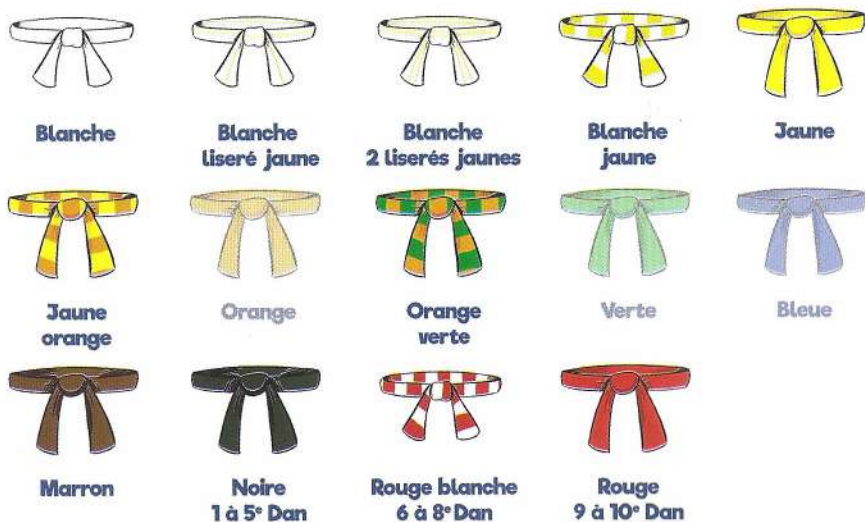 Blanche
Blanche
liseré jaune
Blanche
2 liserés jaunes
Blanche
jaune
Jaune
Jaune
orange
Orange
Orange
verte
Verte
Bleue
Marron
Noire
1 à 5e Dan
Rouge blanche
6 à 8e Dan
Rouge
9 à 10e Dan